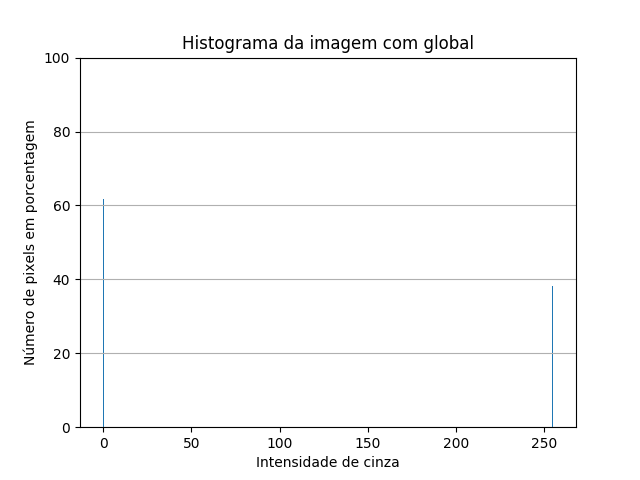 Histograma da imagem com global
100
80
60
40
20
0
Número de pixels em porcentagem
0 50 100 150 200 250
Intensidade de cinza